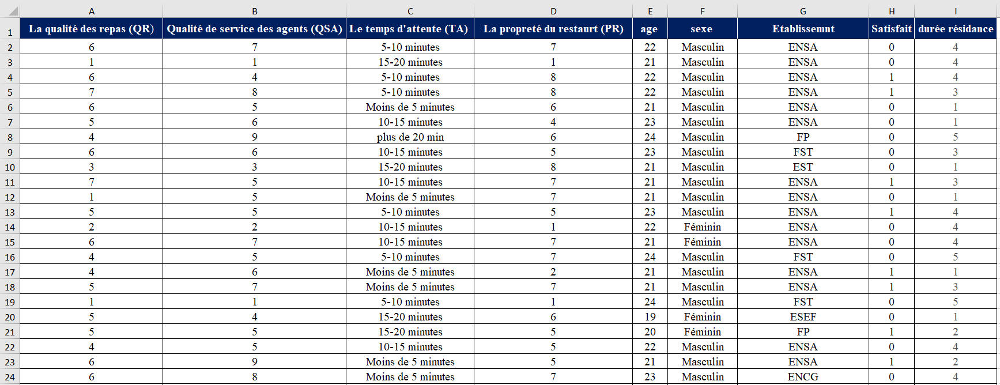 A B C D E F G H I
1 La qualité des repas (QR) Qualité de service des agents (QSA) Le temps d'attente (TA) La propreté du restaurt (PR) age sexe Etablissemnt Satisfait durée résidance
2 6 7 5-10 minutes 7 22 Masculin ENSA 0 4
3 1 1 15-20 minutes 1 21 Masculin ENSA 0 4
4 6 4 5-10 minutes 8 22 Masculin ENSA 1 4
5 7 8 5-10 minutes 8 22 Masculin ENSA 1 3
6 6 5 Moins de 5 minutes 6 21 Masculin ENSA 0 1
7 5 6 10-15 minutes 4 23 Masculin ENSA 0 1
8 4 9 plus de 20 min 6 24 Masculin FP 0 5
9 6 6 10-15 minutes 5 23 Masculin FST 0 3
10 3 3 15-20 minutes 8 21 Masculin EST 0 1
11 7 5 10-15 minutes 7 21 Masculin ENSA 1 3
12 1 5 Moins de 5 minutes 7 21 Masculin ENSA 0 1
13 5 5 5-10 minutes 5 23 Masculin ENSA 1 4
14 2 2 10-15 minutes 1 22 Féminin ENSA 0 4
15 6 7 10-15 minutes 7 21 Féminin ENSA 0 4
16 4 5 5-10 minutes 7 24 Masculin FST 0 5
17 4 6 Moins de 5 minutes 2 21 Masculin ENSA 1 1
18 5 7 Moins de 5 minutes 7 21 Masculin ENSA 1 3
19 1 1 5-10 minutes 1 24 Masculin FST 0 5
20 5 4 15-20 minutes 6 19 Féminin ESEF 0 1
21 5 5 15-20 minutes 5 20 Féminin FP 1 2
22 4 5 10-15 minutes 5 22 Masculin ENSA 0 4
23 6 9 Moins de 5 minutes 5 21 Masculin ENSA 1 2
24 6 8 Moins de 5 minutes 7 23 Masculin ENCG 0 4